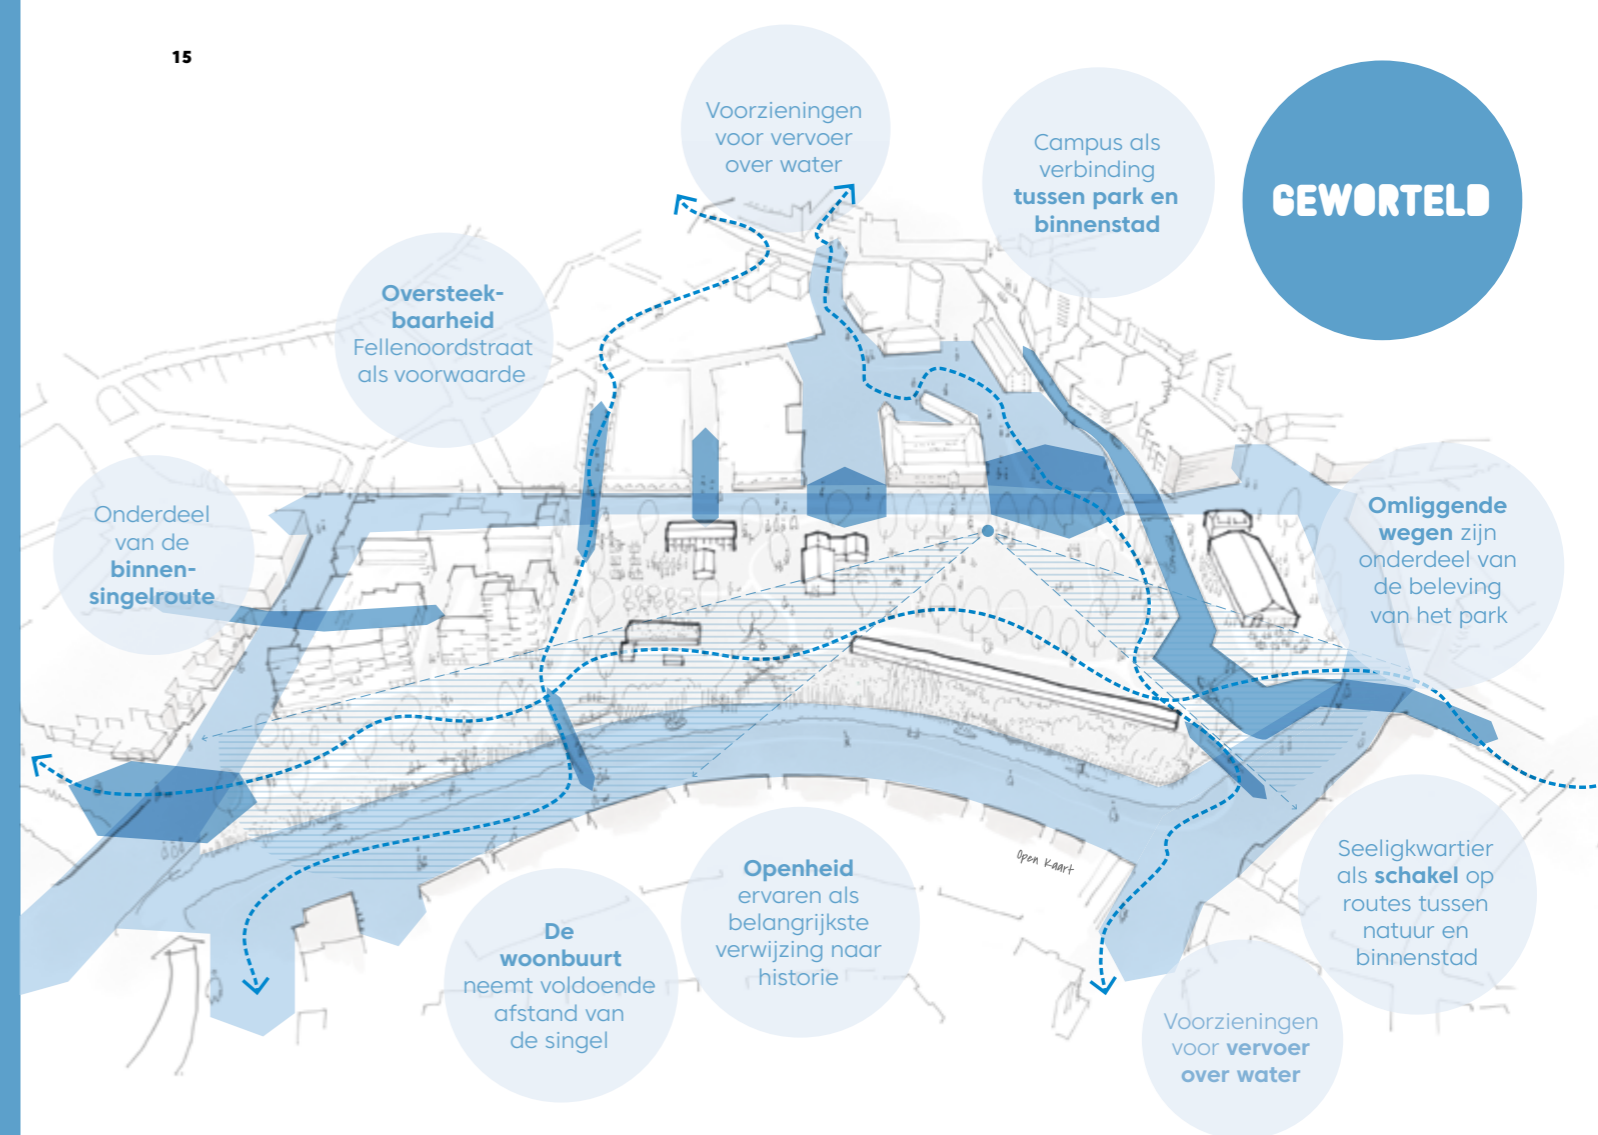 15
Voorzieningen
voor vervoer
over water
Campus als
verbinding
tussen park en
binnenstad
GEWORTELD
Oversteek-
baarheid
Fellenoordstraat
als voorwaarde
Onderdeel
van de
binnen-
singelroute
Omliggende
wegen zijn
onderdeel van
de beleving
van het park
Open Kaart
Openheid
ervaren als
belangrijkste
verwijzing naar
historie
Seeligkwartier
als schakel op
routes tussen
natuur en
binnenstad
De
woonbuurt
neemt voldoende
afstand van
de singel
Voorzieningen
voor vervoer
over water